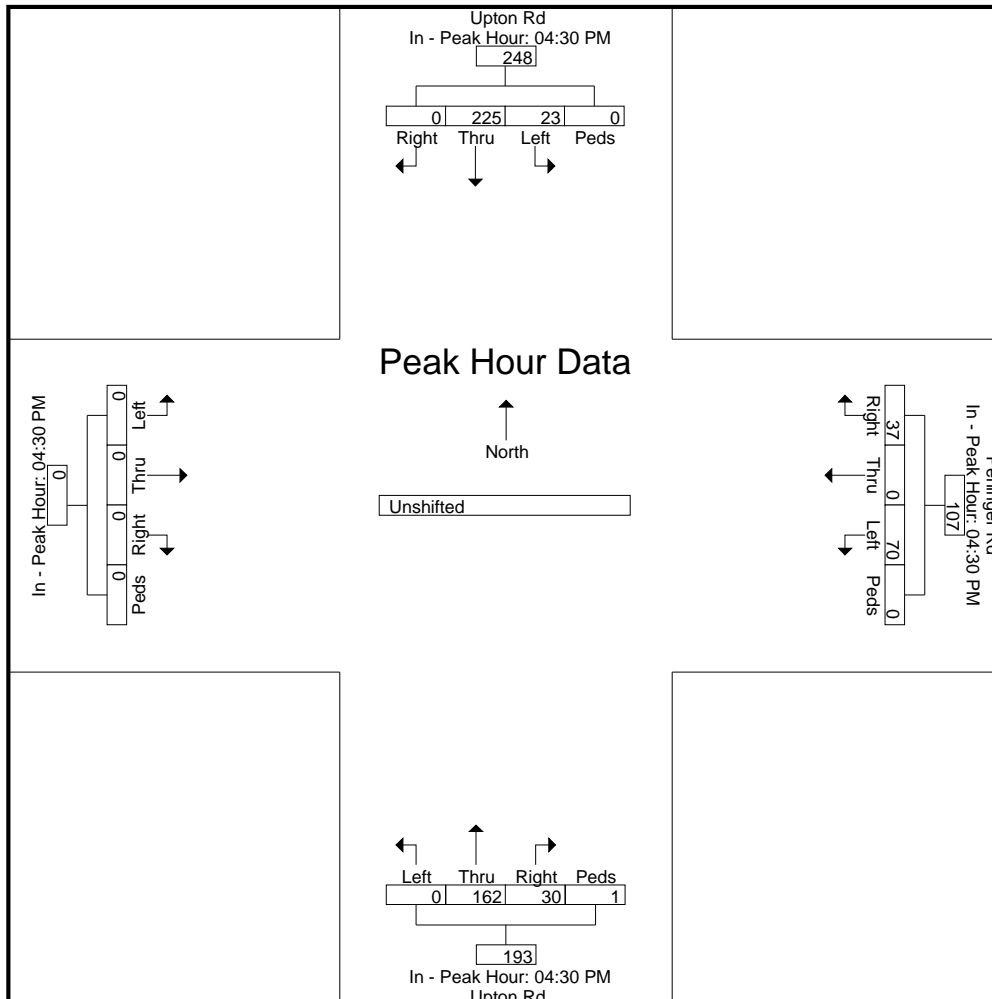 Upton Rd
In - Peak Hour: 04:30 PM
248
0 225 23 0
Right Thru Left Peds
Peak Hour Data
North
Unshifted
In - Peak Hour: 04:30 PM
0
0 0 0 0
Left Thru Right Peds
In - Peak Hour: 04:30 PM
107
37 0 70 0
Right Thru Left Peds
Left Thru Right Peds
0 162 30 1
193
In - Peak Hour: 04:30 PM
Upton Rd